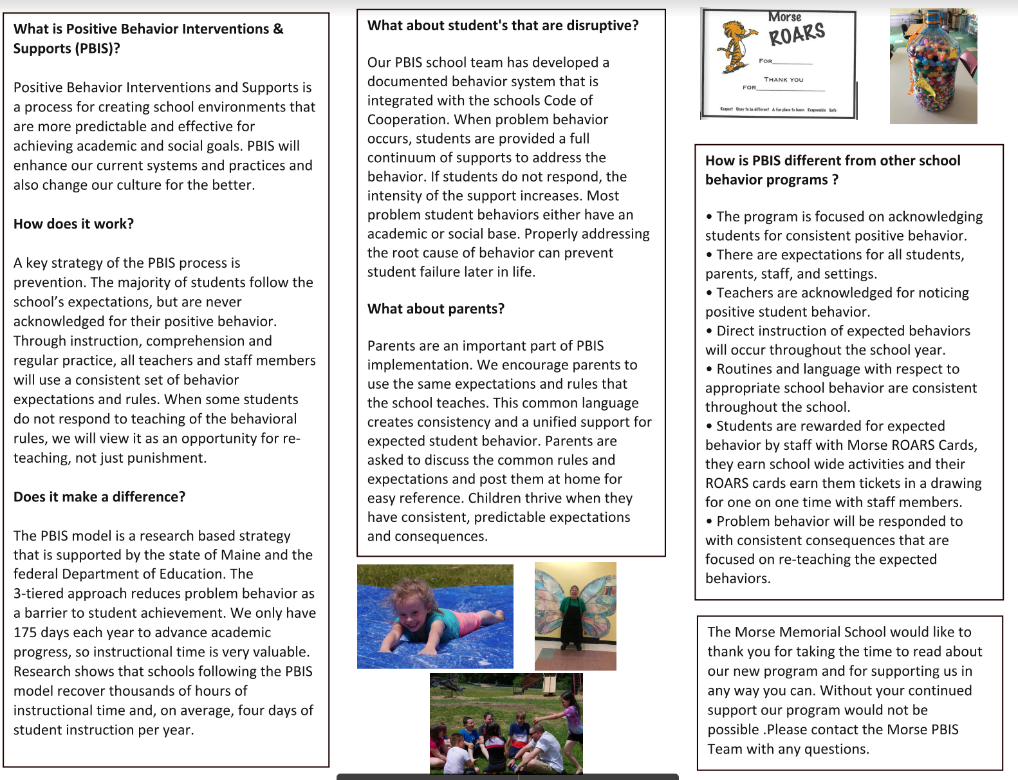 What is Positive Behavior Interventions &
Supports (PBIS)?
Positive Behavior Interventions and Supports is
a process for creating school environments that
are more predictable and effective for
achieving academic and social goals. PBIS will
enhance our current systems and practices and
also change our culture for the better.
How does it work?
A key strategy of the PBIS process is
prevention. The majority of students follow the
school’s expectations, but are never
acknowledged for their positive behavior.
Through instruction, comprehension and
regular practice, all teachers and staff members
will use a consistent set of behavior
expectations and rules. When some students
do not respond to teaching of the behavioral
rules, we will view it as an opportunity for re-
teaching, not just punishment.
Does it make a difference?
The PBIS model is a research based strategy
that is supported by the state of Maine and the
federal Department of Education. The
3-tiered approach reduces problem behavior as
a barrier to student achievement. We only have
175 days each year to advance academic
progress, so instructional time is very valuable.
Research shows that schools following the PBIS
model recover thousands of hours of
instructional time and, on average, four days of
student instruction per year.
What about student's that are disruptive?
Our PBIS school team has developed a
documented behavior system that is
integrated with the schools Code of
Cooperation. When problem behavior
occurs, students are provided a full
continuum of supports to address the
behavior. If students do not respond, the
intensity of the support increases. Most
problem student behaviors either have an
academic or social base. Properly addressing
the root cause of behavior can prevent
student failure later in life.
What about parents?
Parents are an important part of PBIS
implementation. We encourage parents to
use the same expectations and rules that
the school teaches. This common language
creates consistency and a unified support for
expected student behavior. Parents are
asked to discuss the common rules and
expectations and post them at home for
easy reference. Children thrive when they
have consistent, predictable expectations
and consequences.
Morse
ROARS
For
Thank you
for
Respect Okay to be different A fun place to learn Responsible Safe
How is PBIS different from other school
behavior programs ?
• The program is focused on acknowledging
students for consistent positive behavior.
• There are expectations for all students,
parents, staff, and settings.
• Teachers are acknowledged for noticing
positive student behavior.
• Direct instruction of expected behaviors
will occur throughout the school year.
• Routines and language with respect to
appropriate school behavior are consistent
throughout the school.
• Students are rewarded for expected
behavior by staff with Morse ROARS Cards,
they earn school wide activities and their
ROARS cards earn them tickets in a drawing
for one on one time with staff members.
• Problem behavior will be responded to
with consistent consequences that are
focused on re-teaching the expected
behaviors.
The Morse Memorial School would like to
thank you for taking the time to read about
our new program and for supporting us in
any way you can. Without your continued
support our program would not be
possible .Please contact the Morse PBIS
Team with any questions.